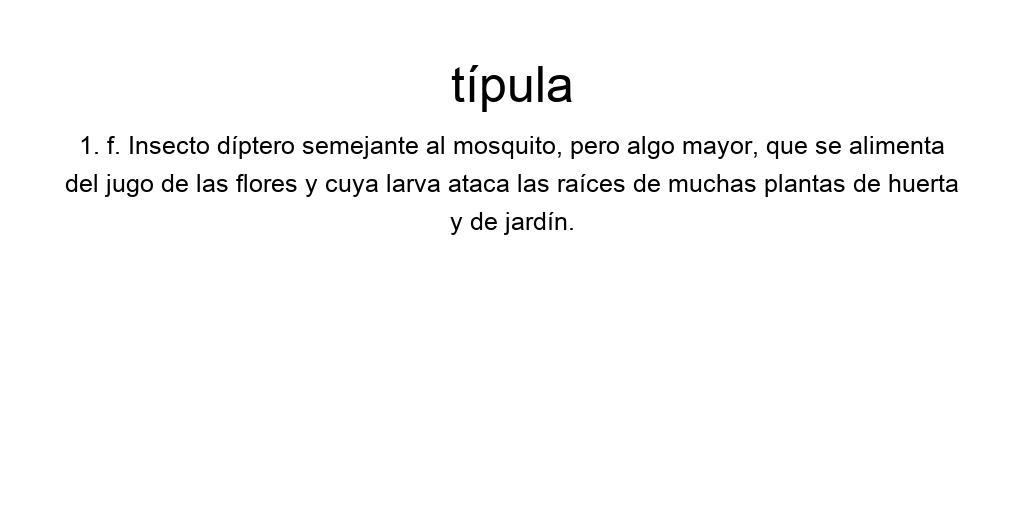 típula
1. f. Insecto díptero semejante al mosquito, pero algo mayor, que se alimenta
del jugo de las flores y cuya larva ataca las raíces de muchas plantas de huerta
y de jardín.